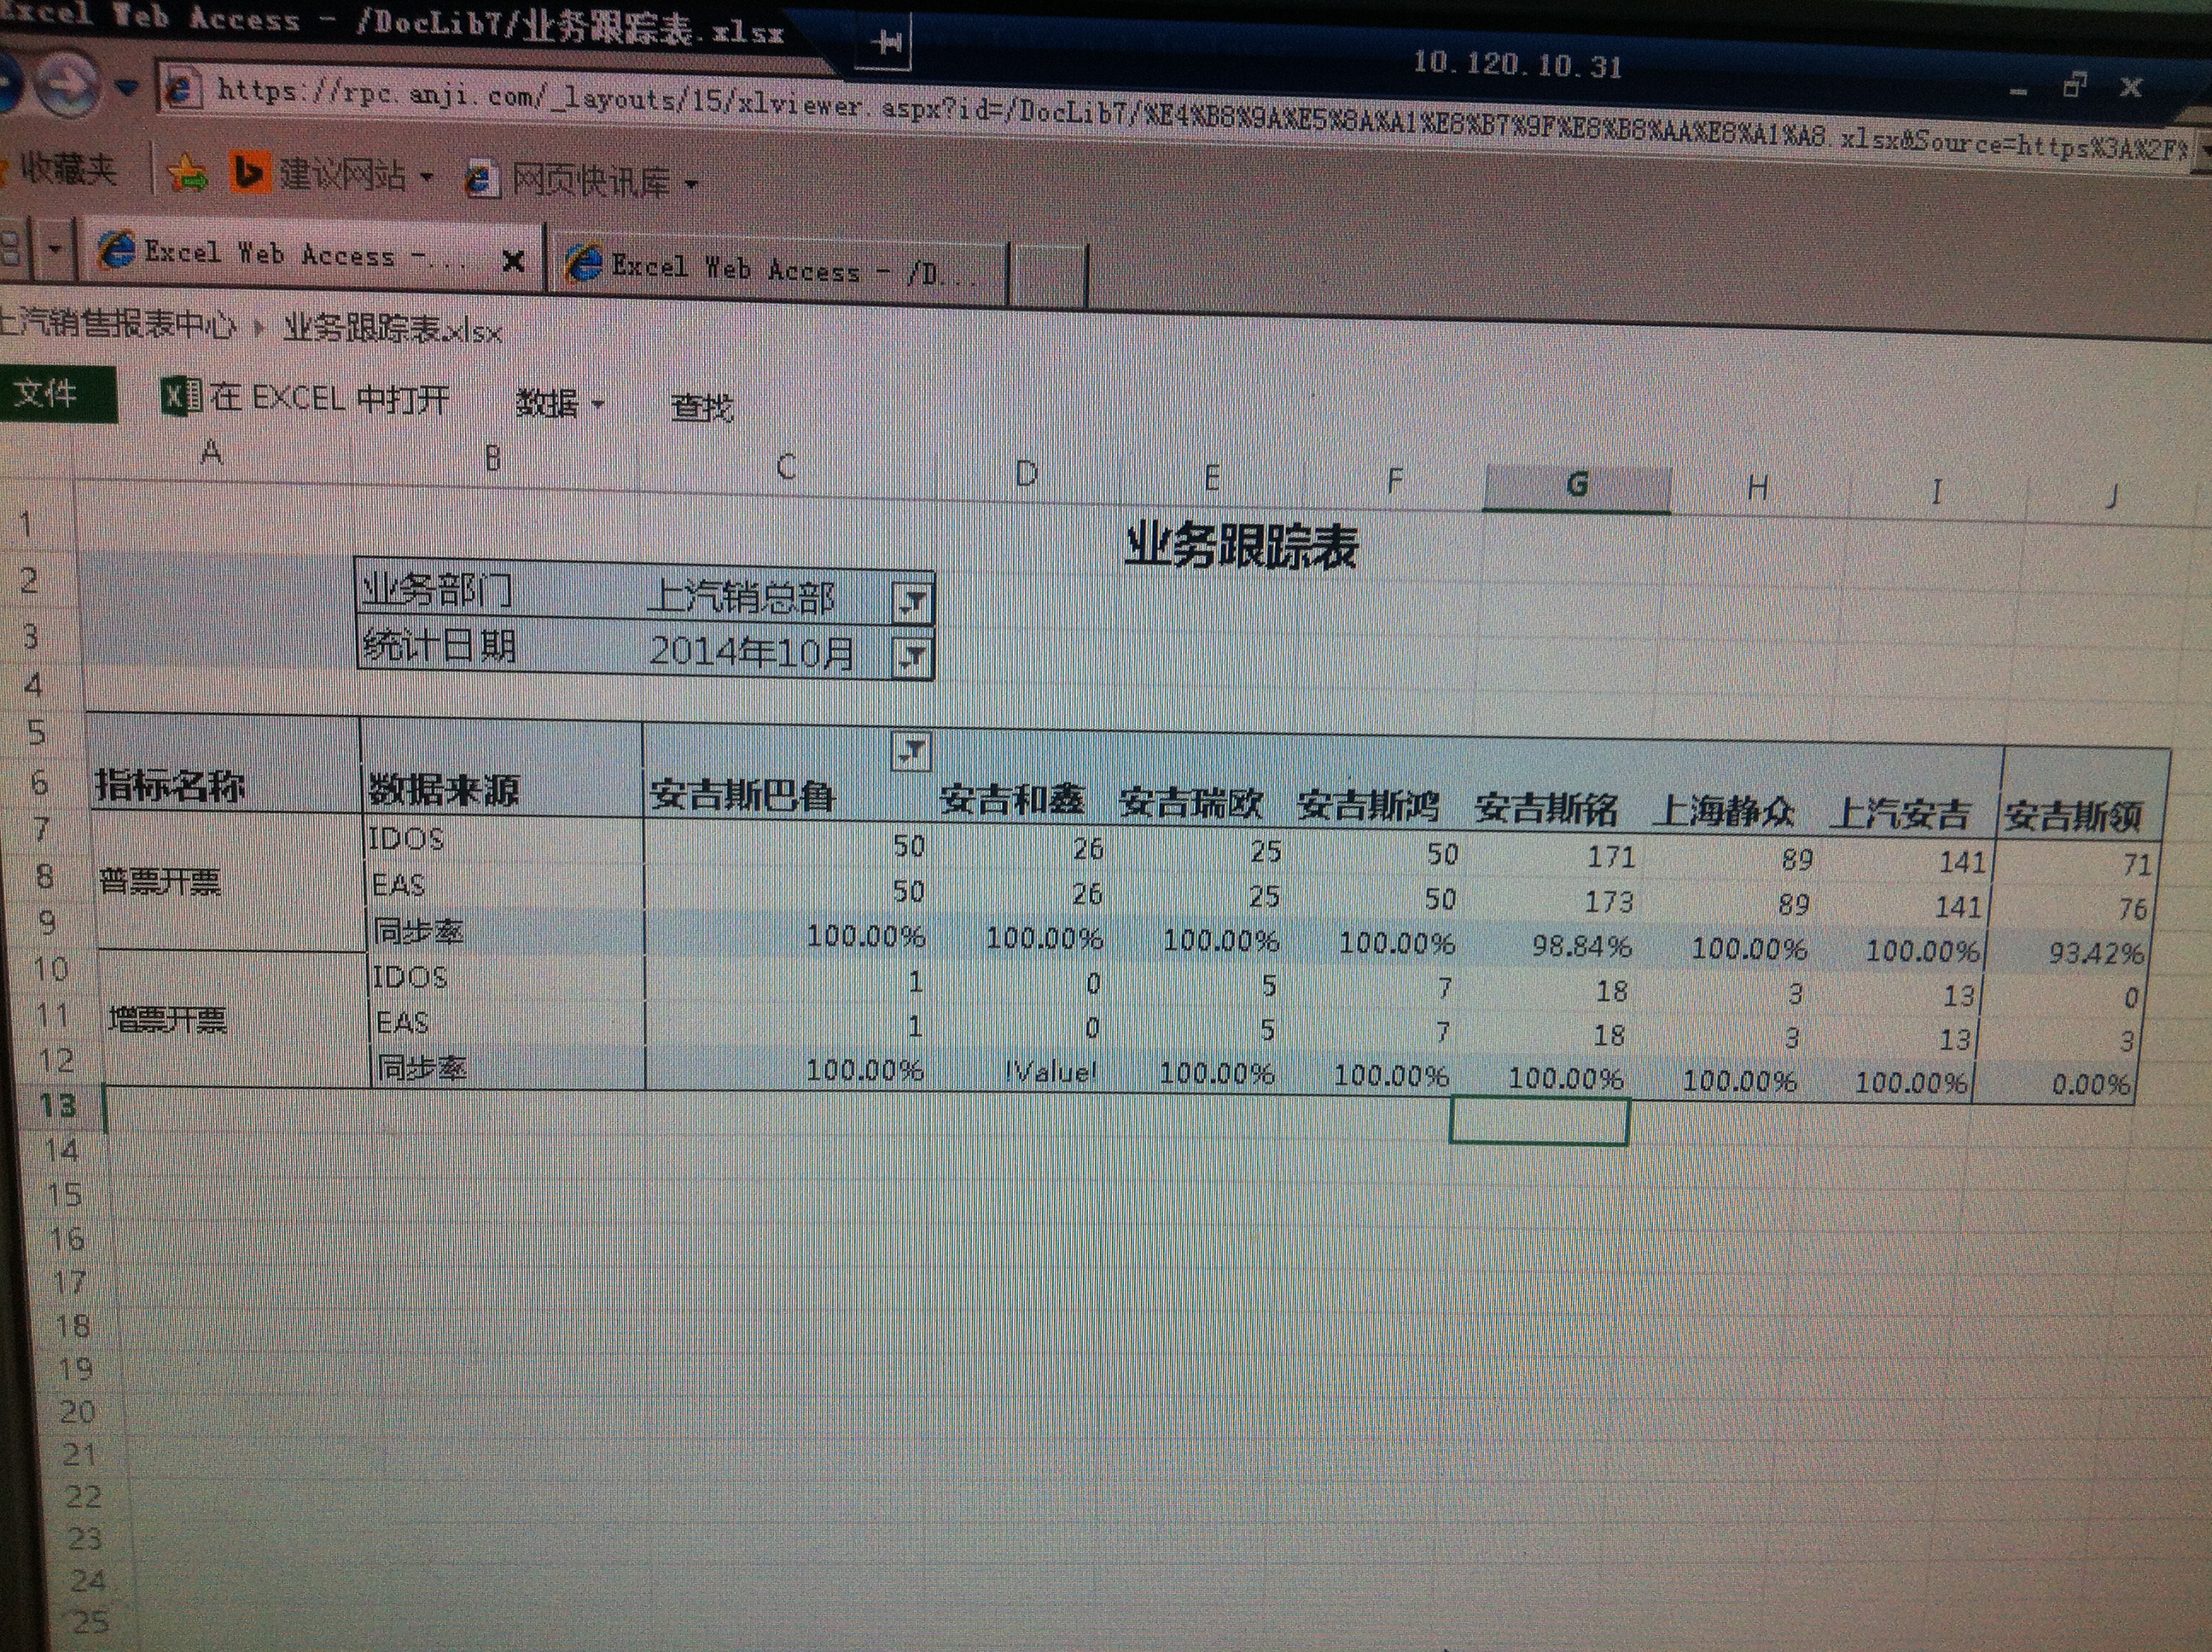 Excel Web Access - /DocLib7/业务跟踪表.xlsx
10.120.10.31
https://rpc.anji.com/_layouts/15/xlviewer.aspx?id=/DocLib7/%E4%B8%9A%E5%8A%A1%E8%B7%9F%E8%B8%AA%E8%A1%A8.xlsx&Source=https%3A%2F%
收藏夹 建议网站 网页快讯库
Excel Web Access -... Excel Web Access - /D...
上汽销售报表中心 业务跟踪表.xlsx
文件 在 EXCEL 中打开 数据 查找
A B C D E F G H I J
1 业务跟踪表
2 业务部门 上汽销总部
3 统计日期 2014年10月
4
5
6 指标名称 数据来源 安吉斯巴鲁 安吉和鑫 安吉瑞欧 安吉斯鸿 安吉斯铭 上海静众 上汽安吉 安吉斯领
7 IDOS 50 26 25 50 171 89 141 71
8 普票开票 EAS 50 26 25 50 173 89 141 76
9 同步率 100.00% 100.00% 100.00% 100.00% 98.84% 100.00% 100.00% 93.42%
10 IDOS 1 0 5 7 18 3 13 0
11 增票开票 EAS 1 0 5 7 18 3 13 3
12 同步率 100.00% !Value! 100.00% 100.00% 100.00% 100.00% 100.00% 0.00%
13
14
15
16
17
18
19
20
21
22
23
24
25